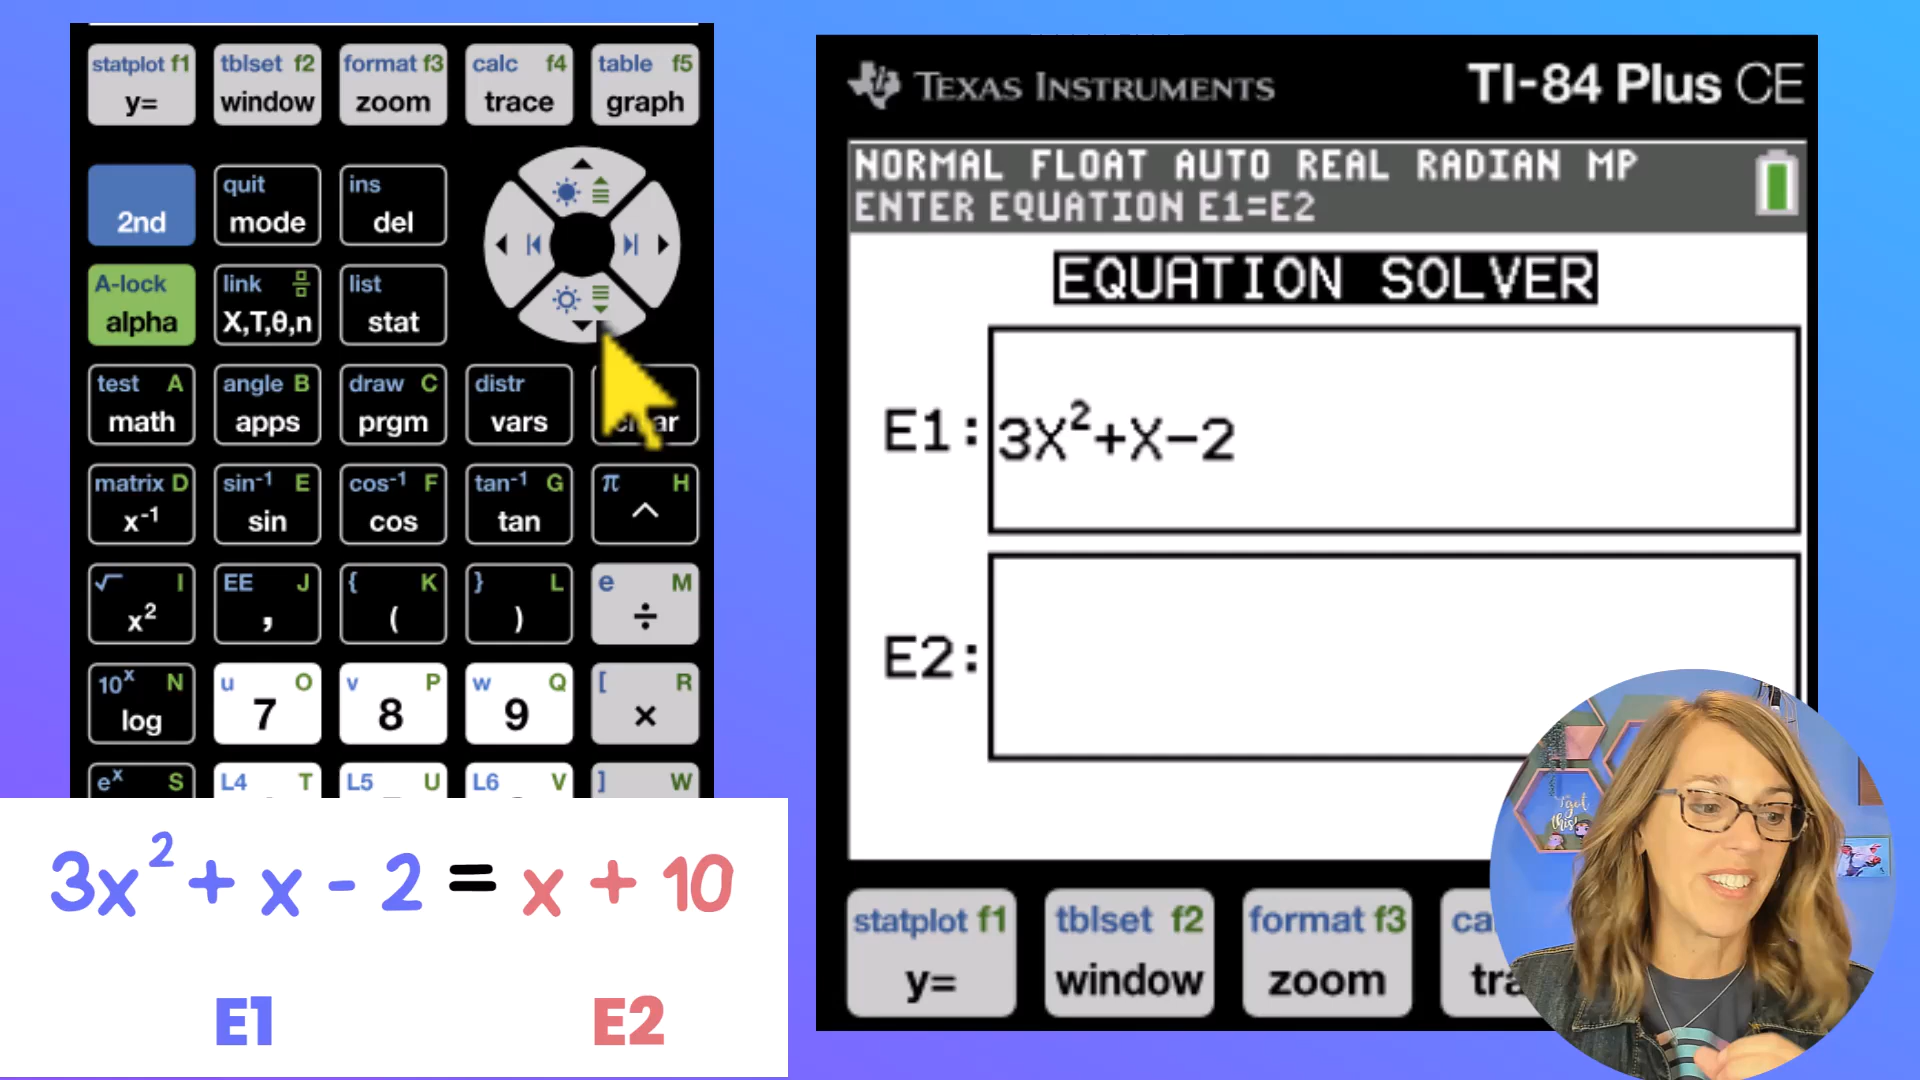 statplot f1 tblset f2 format f3 calc f4 table f5
y= window zoom trace graph
quit ins
2nd mode del
A-lock link list
alpha X,T,θ,n stat
test A angle B draw C distr
math apps prgm vars
matrix D sin⁻¹ E cos⁻¹ F tan⁻¹ G π H
x⁻¹ sin cos tan ^
√ I EE J { K } L e M
x² , ( ) ÷
10ˣ N u O v P w Q [ R
log 7 8 9 ×
eˣ S L4 T L5 U L6 V ] W
3x² + x - 2 = x + 10
E1 E2
TEXAS INSTRUMENTS TI-84 Plus CE
NORMAL FLOAT AUTO REAL RADIAN MP
ENTER EQUATION E1=E2
EQUATION SOLVER
E1: 3X²+X−2
E2:
statplot f1 tblset f2 format f3
y= window zoom
I got
this!